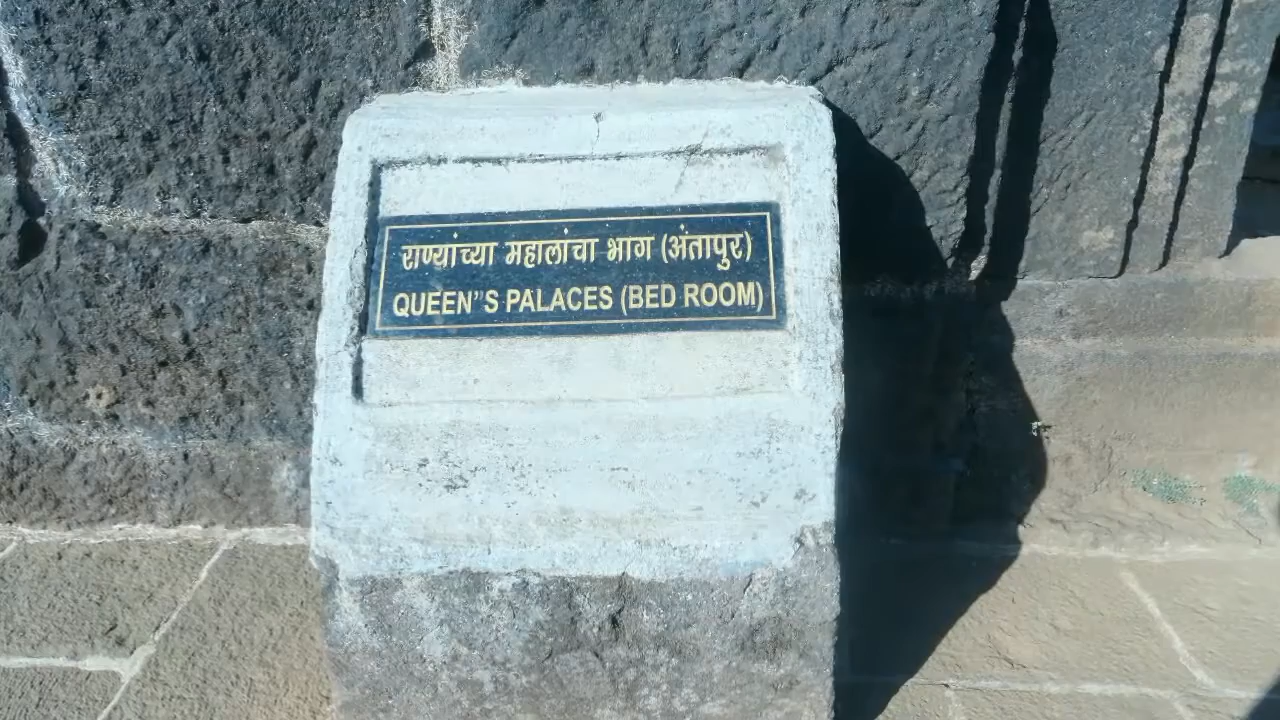 राण्यांच्या महालांचा भाग (अंतापुर)
QUEEN"S PALACES (BED ROOM)